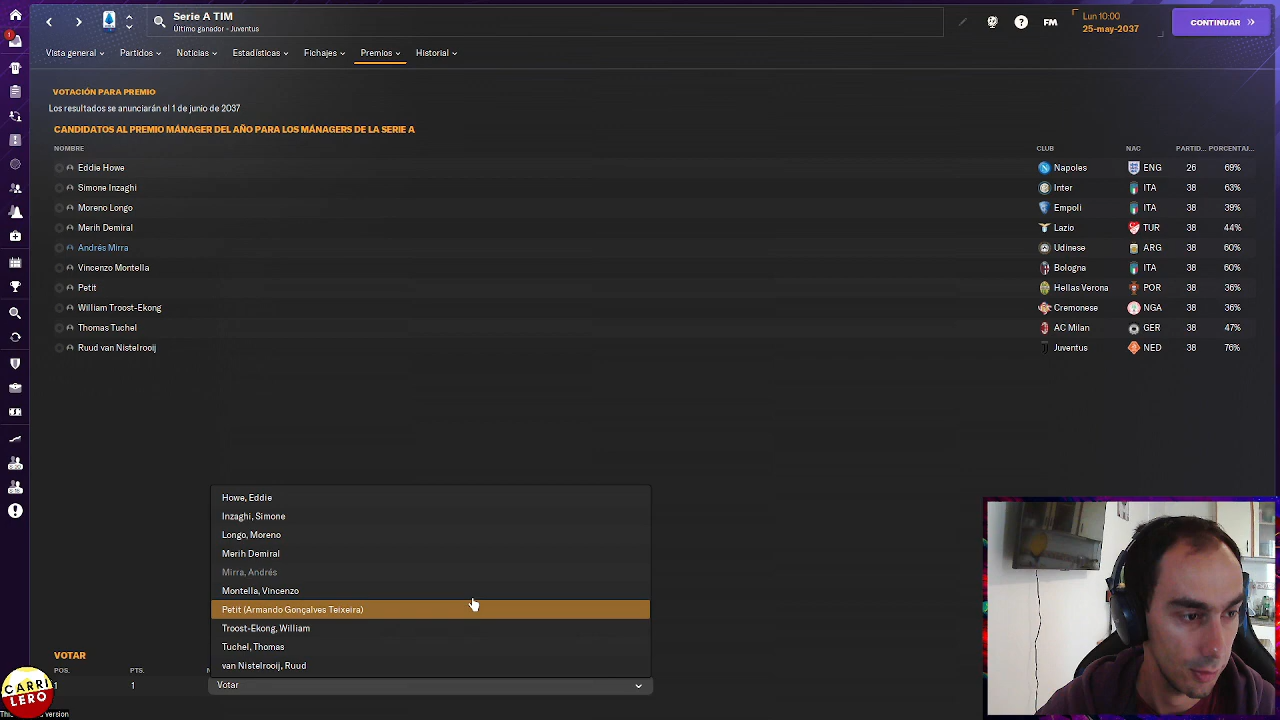 Serie A TIM
Último ganador - Juventus
Lun 10:00
25-may-2037
CONTINUAR
FM
1
Vista general
Partidos
Noticias
Estadísticas
Fichajes
Premios
Historial
VOTACIÓN PARA PREMIO
Los resultados se anunciarán el 1 de junio de 2037
CANDIDATOS AL PREMIO MÁNAGER DEL AÑO PARA LOS MÁNAGERS DE LA SERIE A
NOMBRE CLUB NAC PARTID... PORCENTAJ...
Eddie Howe Napoles ENG 26 69%
Simone Inzaghi Inter ITA 38 63%
Moreno Longo Empoli ITA 38 39%
Merih Demiral Lazio TUR 38 44%
Andrés Mirra Udinese ARG 38 60%
Vincenzo Montella Bologna ITA 38 60%
Petit Hellas Verona POR 38 36%
William Troost-Ekong Cremonese NGA 38 36%
Thomas Tuchel AC Milan GER 38 47%
Ruud van Nistelrooij Juventus NED 38 76%
Howe, Eddie
Inzaghi, Simone
Longo, Moreno
Merih Demiral
Mirra, Andrés
Montella, Vincenzo
Petit (Armando Gonçalves Teixeira)
Troost-Ekong, William
Tuchel, Thomas
van Nistelrooij, Ruud
VOTAR
POS. PTS.
1 1 Votar
CARRI
LERO